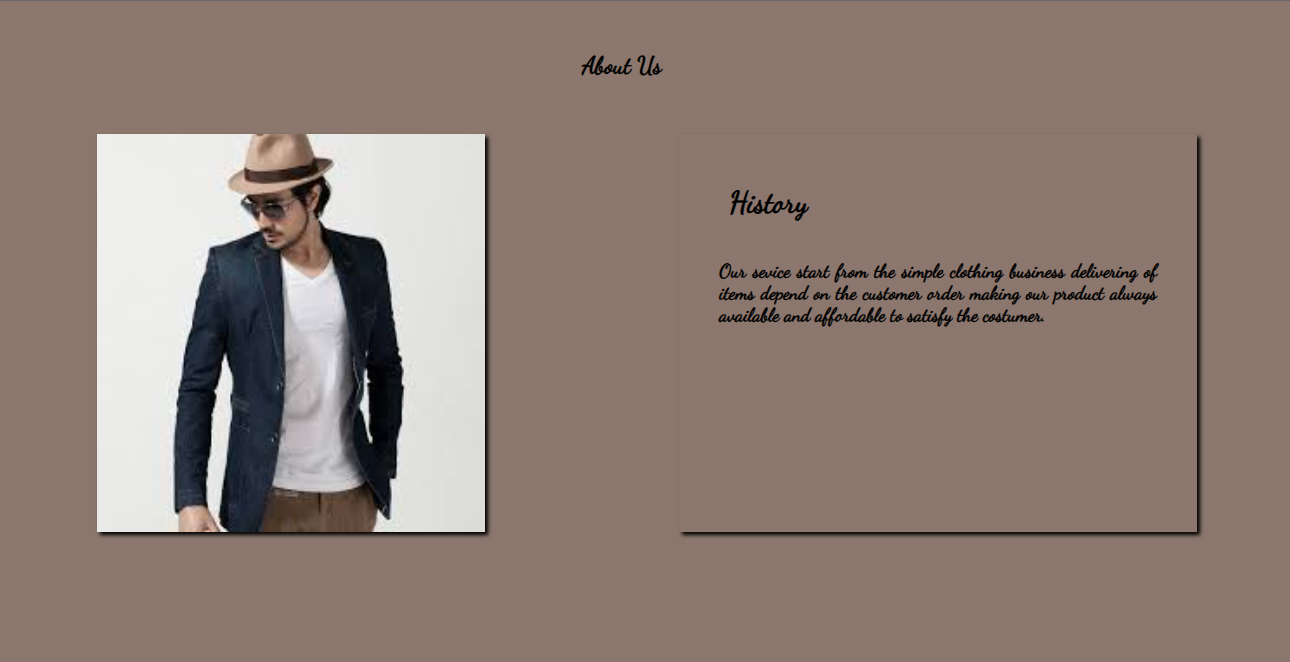 About Us
History
Our sevice start from the simple clothing business delivering of
items depend on the customer order making our product always
available and affordable to satisfy the costumer.